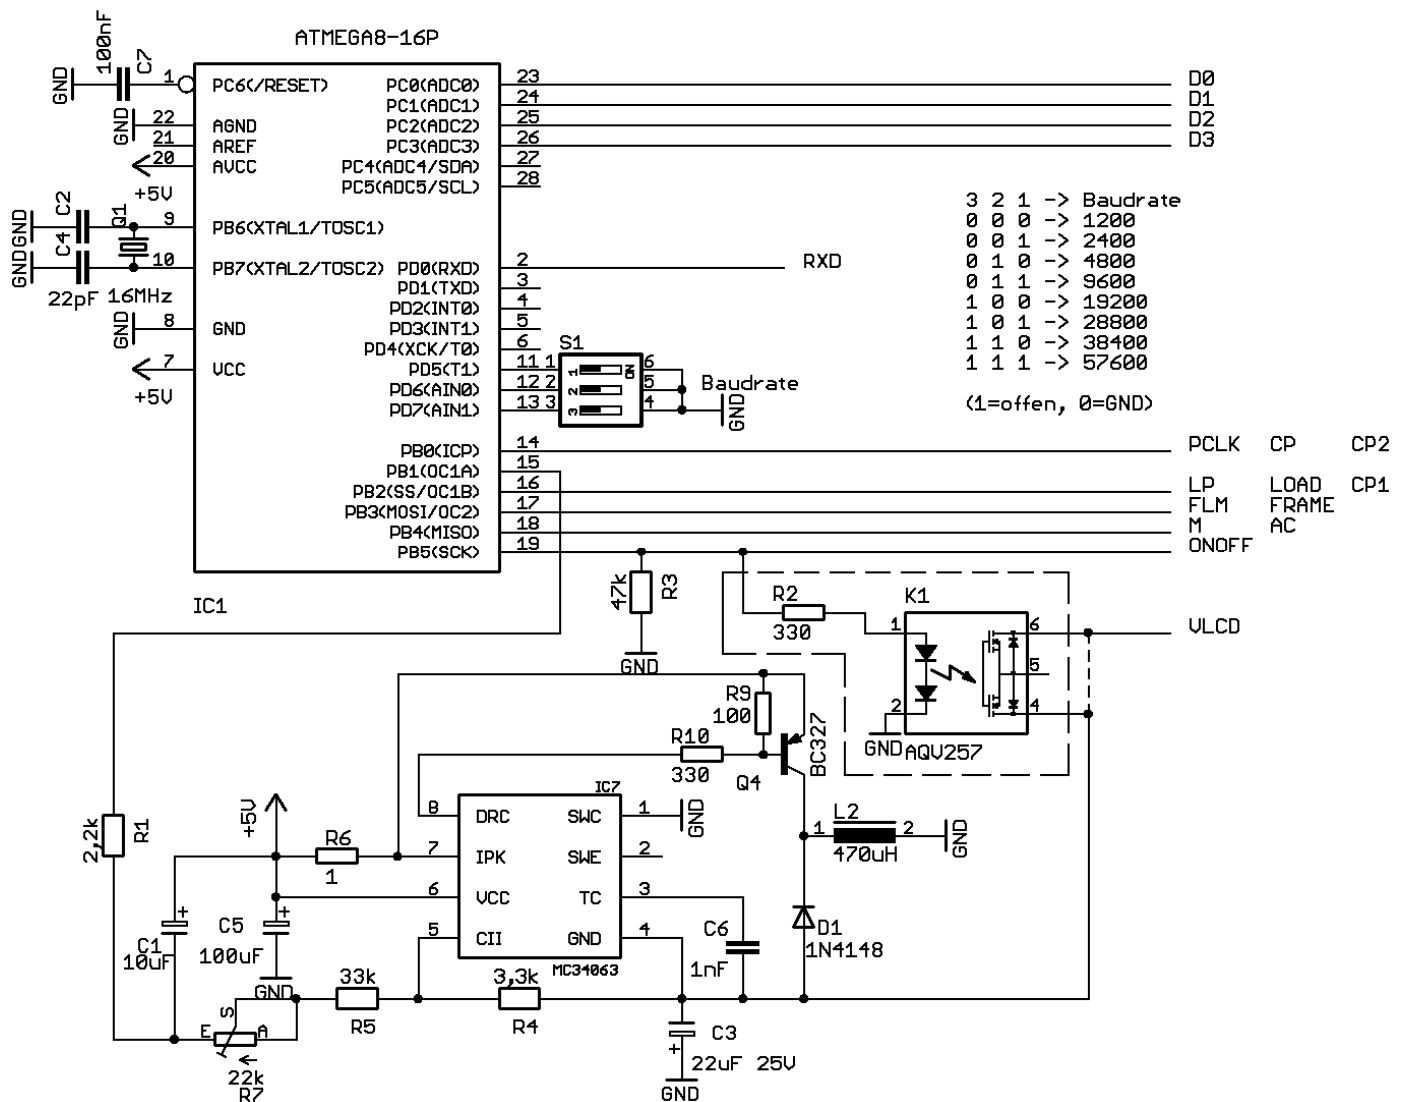 ATMEGA8-16P
100nF
C7
GND
1
PC6(/RESET)
PC0(ADC0)
23
D0
PC1(ADC1)
24
D1
GND
22
AGND
PC2(ADC2)
25
D2
21
AREF
PC3(ADC3)
26
D3
20
AVCC
PC4(ADC4/SDA)
27
+5V
PC5(ADC5/SCL)
28
3 2 1 -> Baudrate
0 0 0 -> 1200
0 0 1 -> 2400
0 1 0 -> 4800
0 1 1 -> 9600
1 0 0 -> 19200
1 0 1 -> 28800
1 1 0 -> 38400
1 1 1 -> 57600
(1=offen, 0=GND)
GND
C2
Q1
9
PB6(XTAL1/TOSC1)
GND
C4
10
PB7(XTAL2/TOSC2)
PD0(RXD)
2
RXD
22pF
16MHz
PD1(TXD)
3
PD2(INT0)
4
GND
8
GND
PD3(INT1)
5
PD4(XCK/T0)
6
S1
+5V
7
VCC
PD5(T1)
11
1
1
ON
6
PD6(AIN0)
12
2
2
5
Baudrate
PD7(AIN1)
13
3
3
4
GND
PB0(ICP)
14
PCLK CP CP2
PB1(OC1A)
15
PB2(SS/OC1B)
16
LP LOAD CP1
PB3(MOSI/OC2)
17
FLM FRAME
PB4(MISO)
18
M AC
PB5(SCK)
19
ONOFF
IC1
47k
R3
GND
R2
330
K1
1
2
6
5
4
VLCD
GND
AQV257
R9
100
R10
330
Q4
BC327
IC7
8
DRC
SWC
1
GND
7
IPK
SWE
2
6
VCC
TC
3
5
CII
GND
4
MC34063
L2
1
2
470uH
GND
+5V
R6
1
2,2k
R1
C1
10uF
+
C5
100uF
+
GND
C6
1nF
D1
1N4148
33k
R5
3,3k
R4
S
E
A
22k
R7
C3
22uF 25V
+
GND